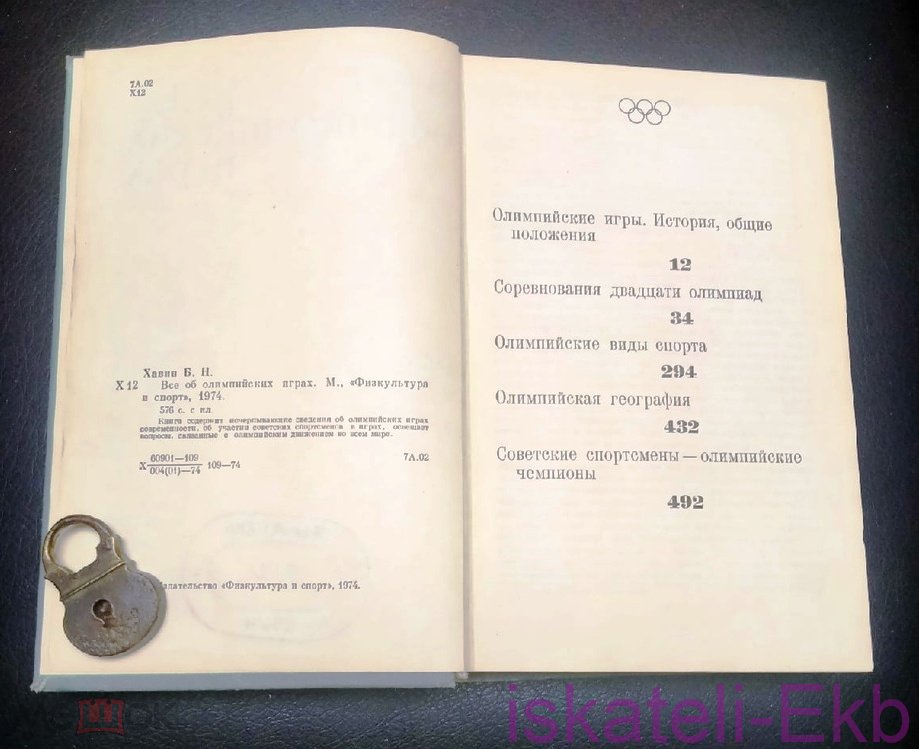 7А.02
Х12
Хавин Б. Н.
Х12 Все об олимпийских играх. М., «Физкультура
и спорт», 1974.
576 с. с ил
Книга содержит исчерпывающие сведения об олимпийских играх
современности, об участии советских спортсменов в играх, освещает
вопросы, связанные с олимпийским движением во всем мире.
60901—109
Х 109—74 7А.02
004(01)—74
«Физкультура и спорт», 1974.
Олимпийские игры. История, общие
положения
12
Соревнования двадцати олимпиад
34
Олимпийские виды спорта
294
Олимпийская география
432
Советские спортсмены — олимпийские
чемпионы
492
iskateli-Ekb